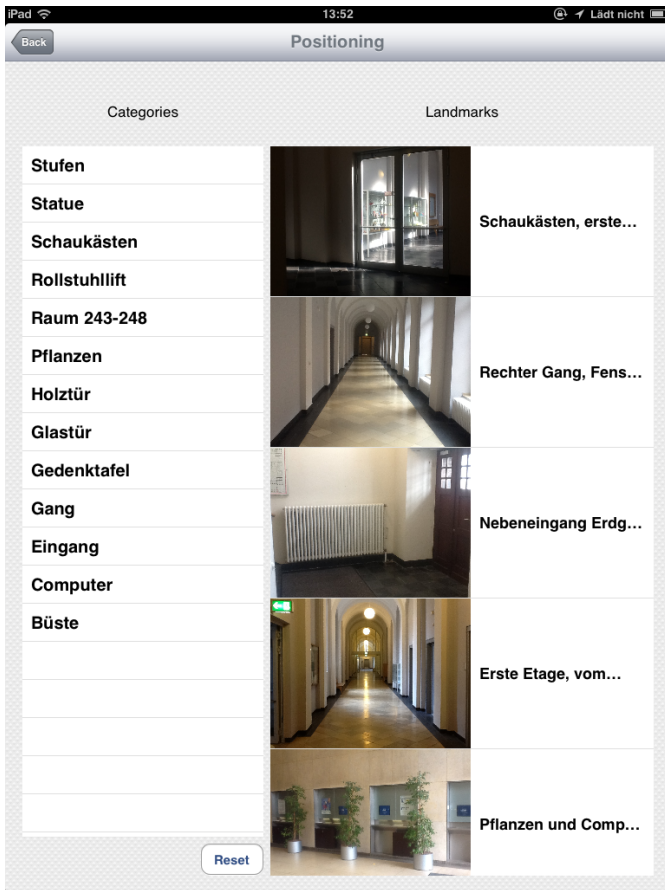 iPad 13:52 Lädt nicht
Back Positioning
Categories Landmarks
Stufen
Statue
Schaukästen
Rollstuhllift
Raum 243-248
Pflanzen
Holztür
Glastür
Gedenktafel
Gang
Eingang
Computer
Büste
Reset
Schaukästen, erste...
Rechter Gang, Fens...
Nebeneingang Erdg...
Erste Etage, vom...
Pflanzen und Comp...